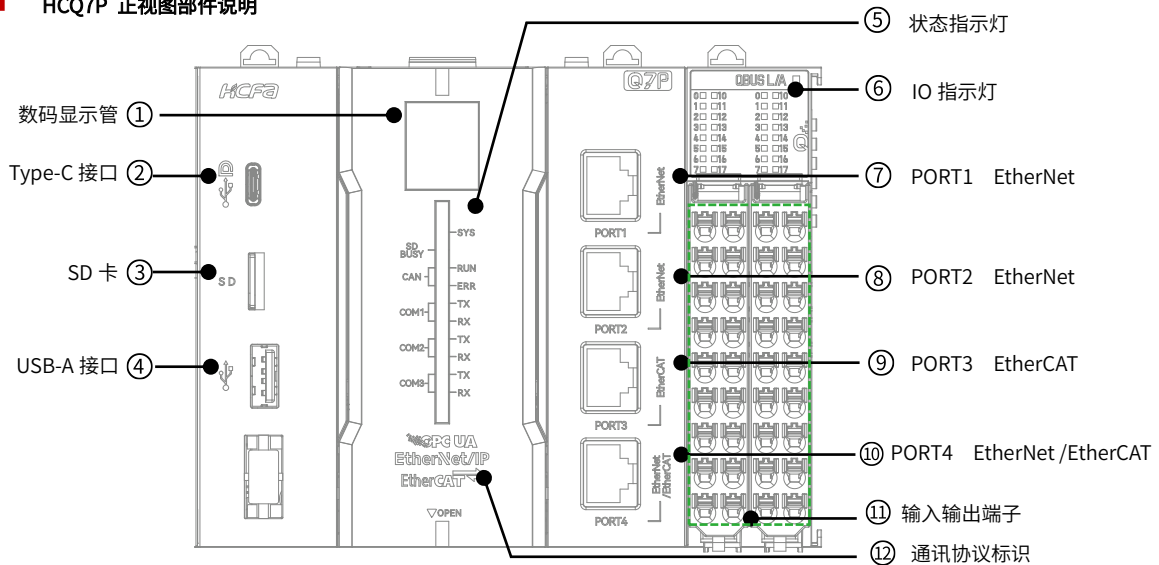 HCQ7P 正视图部件说明
数码显示管 ①
Type-C 接口 ②
SD 卡 ③
USB-A 接口 ④
⑤ 状态指示灯
⑥ IO 指示灯
⑦ PORT1 EtherNet
⑧ PORT2 EtherNet
⑨ PORT3 EtherCAT
⑩ PORT4 EtherNet /EtherCAT
⑪ 输入输出端子
⑫ 通讯协议标识
HCFA
SD
SYS
SD
BUSY
CAN
RUN
ERR
COM1
TX
RX
COM2
TX
RX
COM3
TX
RX
OPC UA
EtherNet/IP
EtherCAT
▽OPEN
Q7P
PORT1
EtherNet
PORT2
EtherNet
PORT3
EtherCAT
PORT4
EtherNet
/EtherCAT
QBUS L/A
0 10 0 10
1 11 1 11
2 12 2 12
3 13 3 13
4 14 4 14
5 15 5 15
6 16 6 16
7 17 7 17